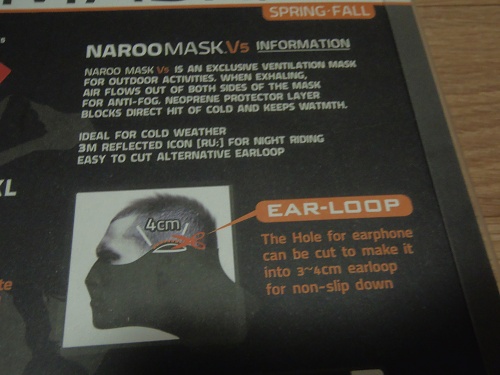 SPRING-FALL
NAROOMASK.V5 INFORMATION
NAROO MASK V5 IS AN EXCLUSIVE VENTILATION MASK
FOR OUTDOOR ACTIVITIES. WHEN EXHALING,
AIR FLOWS OUT OF BOTH SIDES OF THE MASK
FOR ANTI-FOG. NEOPRENE PROTECTOR LAYER
BLOCKS DIRECT HIT OF COLD AND KEEPS WATMTH.
IDEAL FOR COLD WEATHER
3M REFLECTED ICON [RU:] FOR NIGHT RIDING
EASY TO CUT ALTERNATIVE EARLOOP
XL
4cm
EAR-LOOP
The Hole for earphone
can be cut to make it
into 3~4cm earloop
for non-slip down